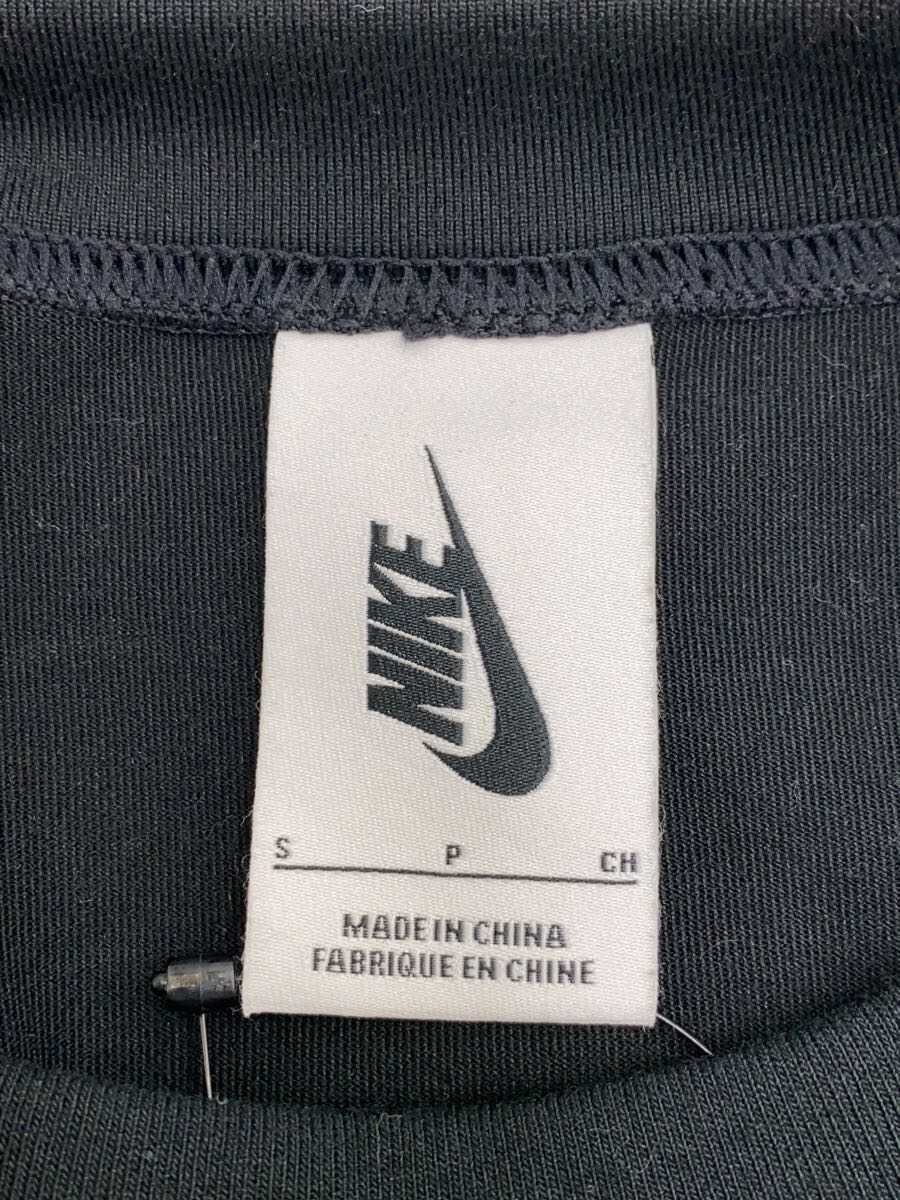 NIKE
S P CH
MADE IN CHINA
FABRIQUE EN CHINE